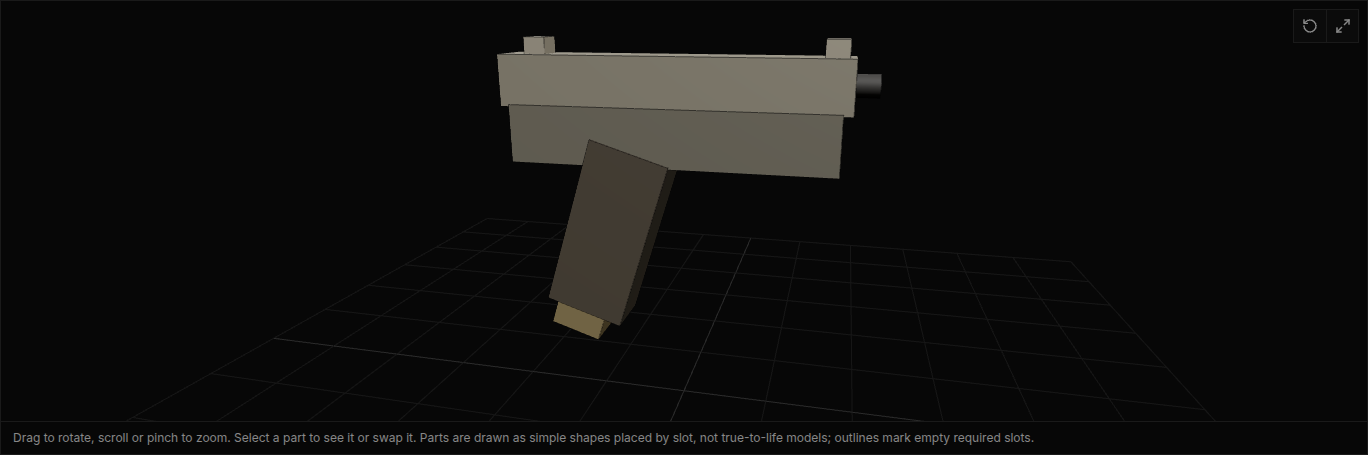 Drag to rotate, scroll or pinch to zoom. Select a part to see it or swap it. Parts are drawn as simple shapes placed by slot, not true-to-life models; outlines mark empty required slots.